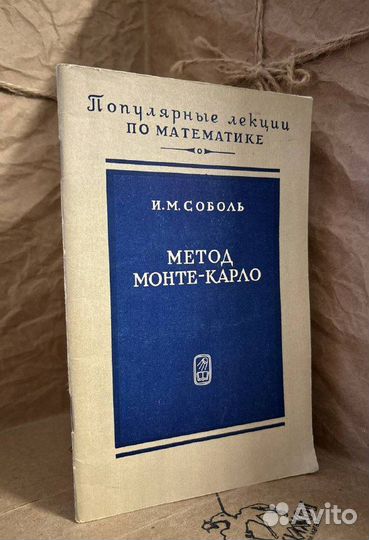 Популярные лекции
ПО МАТЕМАТИКЕ
И. М. СОБОЛЬ
МЕТОД
МОНТЕ-КАРЛО
Avito